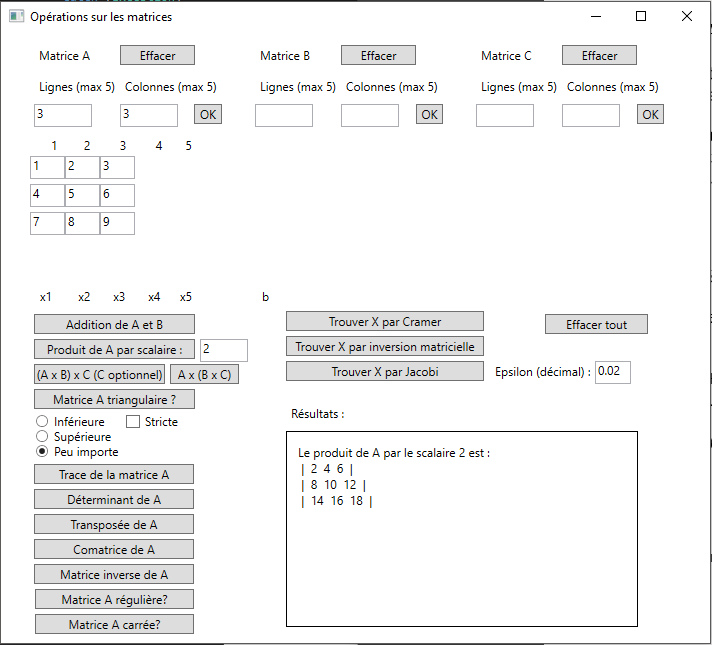 Opérations sur les matrices
Matrice A Effacer Matrice B Effacer Matrice C Effacer
Lignes (max 5) Colonnes (max 5) Lignes (max 5) Colonnes (max 5) Lignes (max 5) Colonnes (max 5)
3 3 OK OK OK
1 2 3 4 5
1 2 3
4 5 6
7 8 9
x1 x2 x3 x4 x5 b
Addition de A et B
Produit de A par scalaire : 2
(A x B) x C (C optionnel) A x (B x C)
Matrice A triangulaire ?
Inférieure Stricte
Supérieure
Peu importe
Trace de la matrice A
Déterminant de A
Transposée de A
Comatrice de A
Matrice inverse de A
Matrice A régulière?
Matrice A carrée?
Trouver X par Cramer
Trouver X par inversion matricielle
Trouver X par Jacobi Epsilon (décimal) : 0.02
Effacer tout
Résultats :
Le produit de A par le scalaire 2 est :
| 2 4 6 |
| 8 10 12 |
| 14 16 18 |